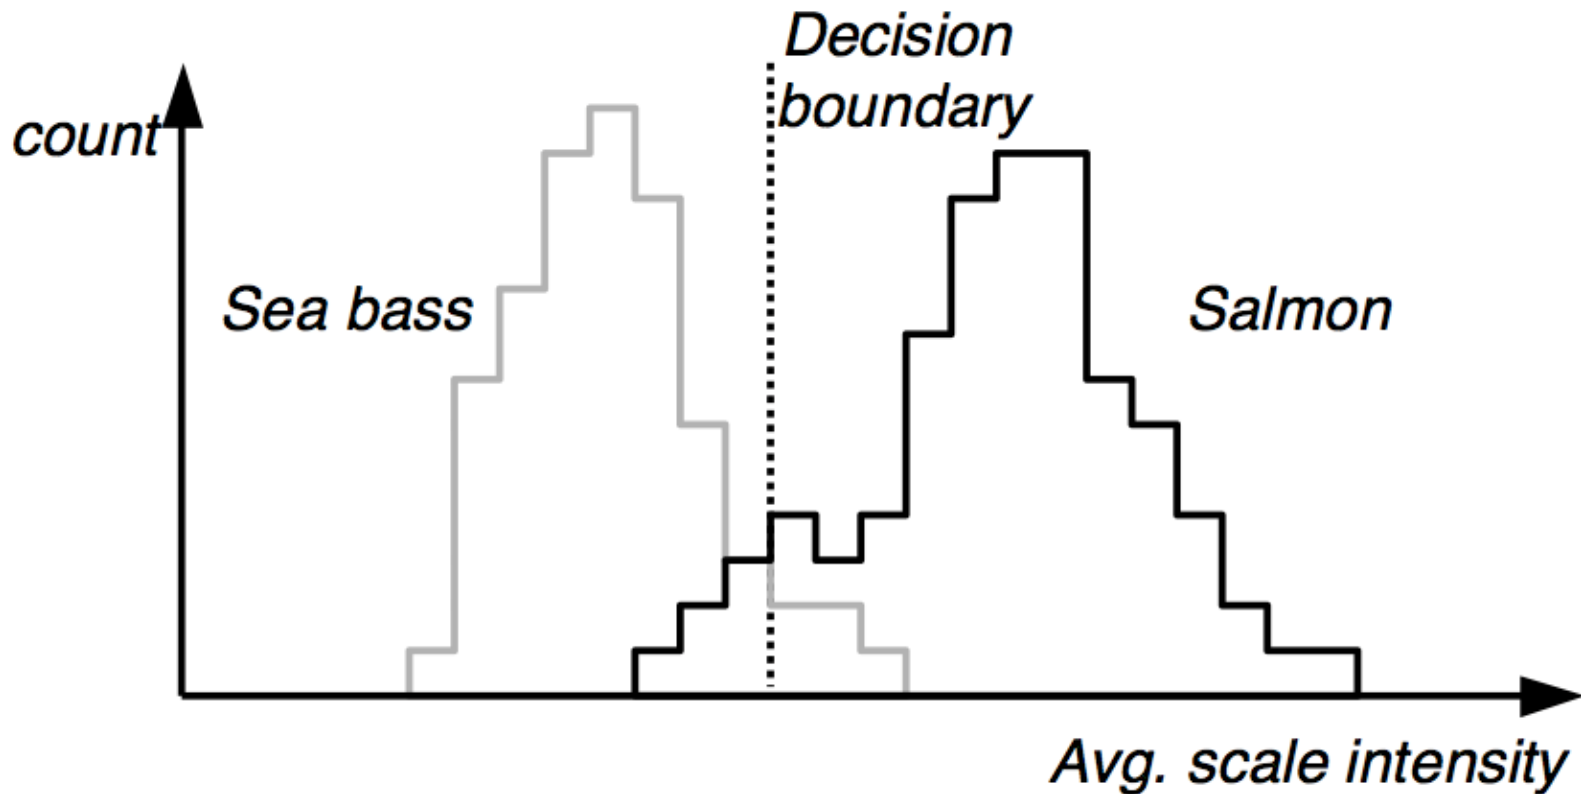 Decision
boundary
count
Sea bass
Salmon
Avg. scale intensity